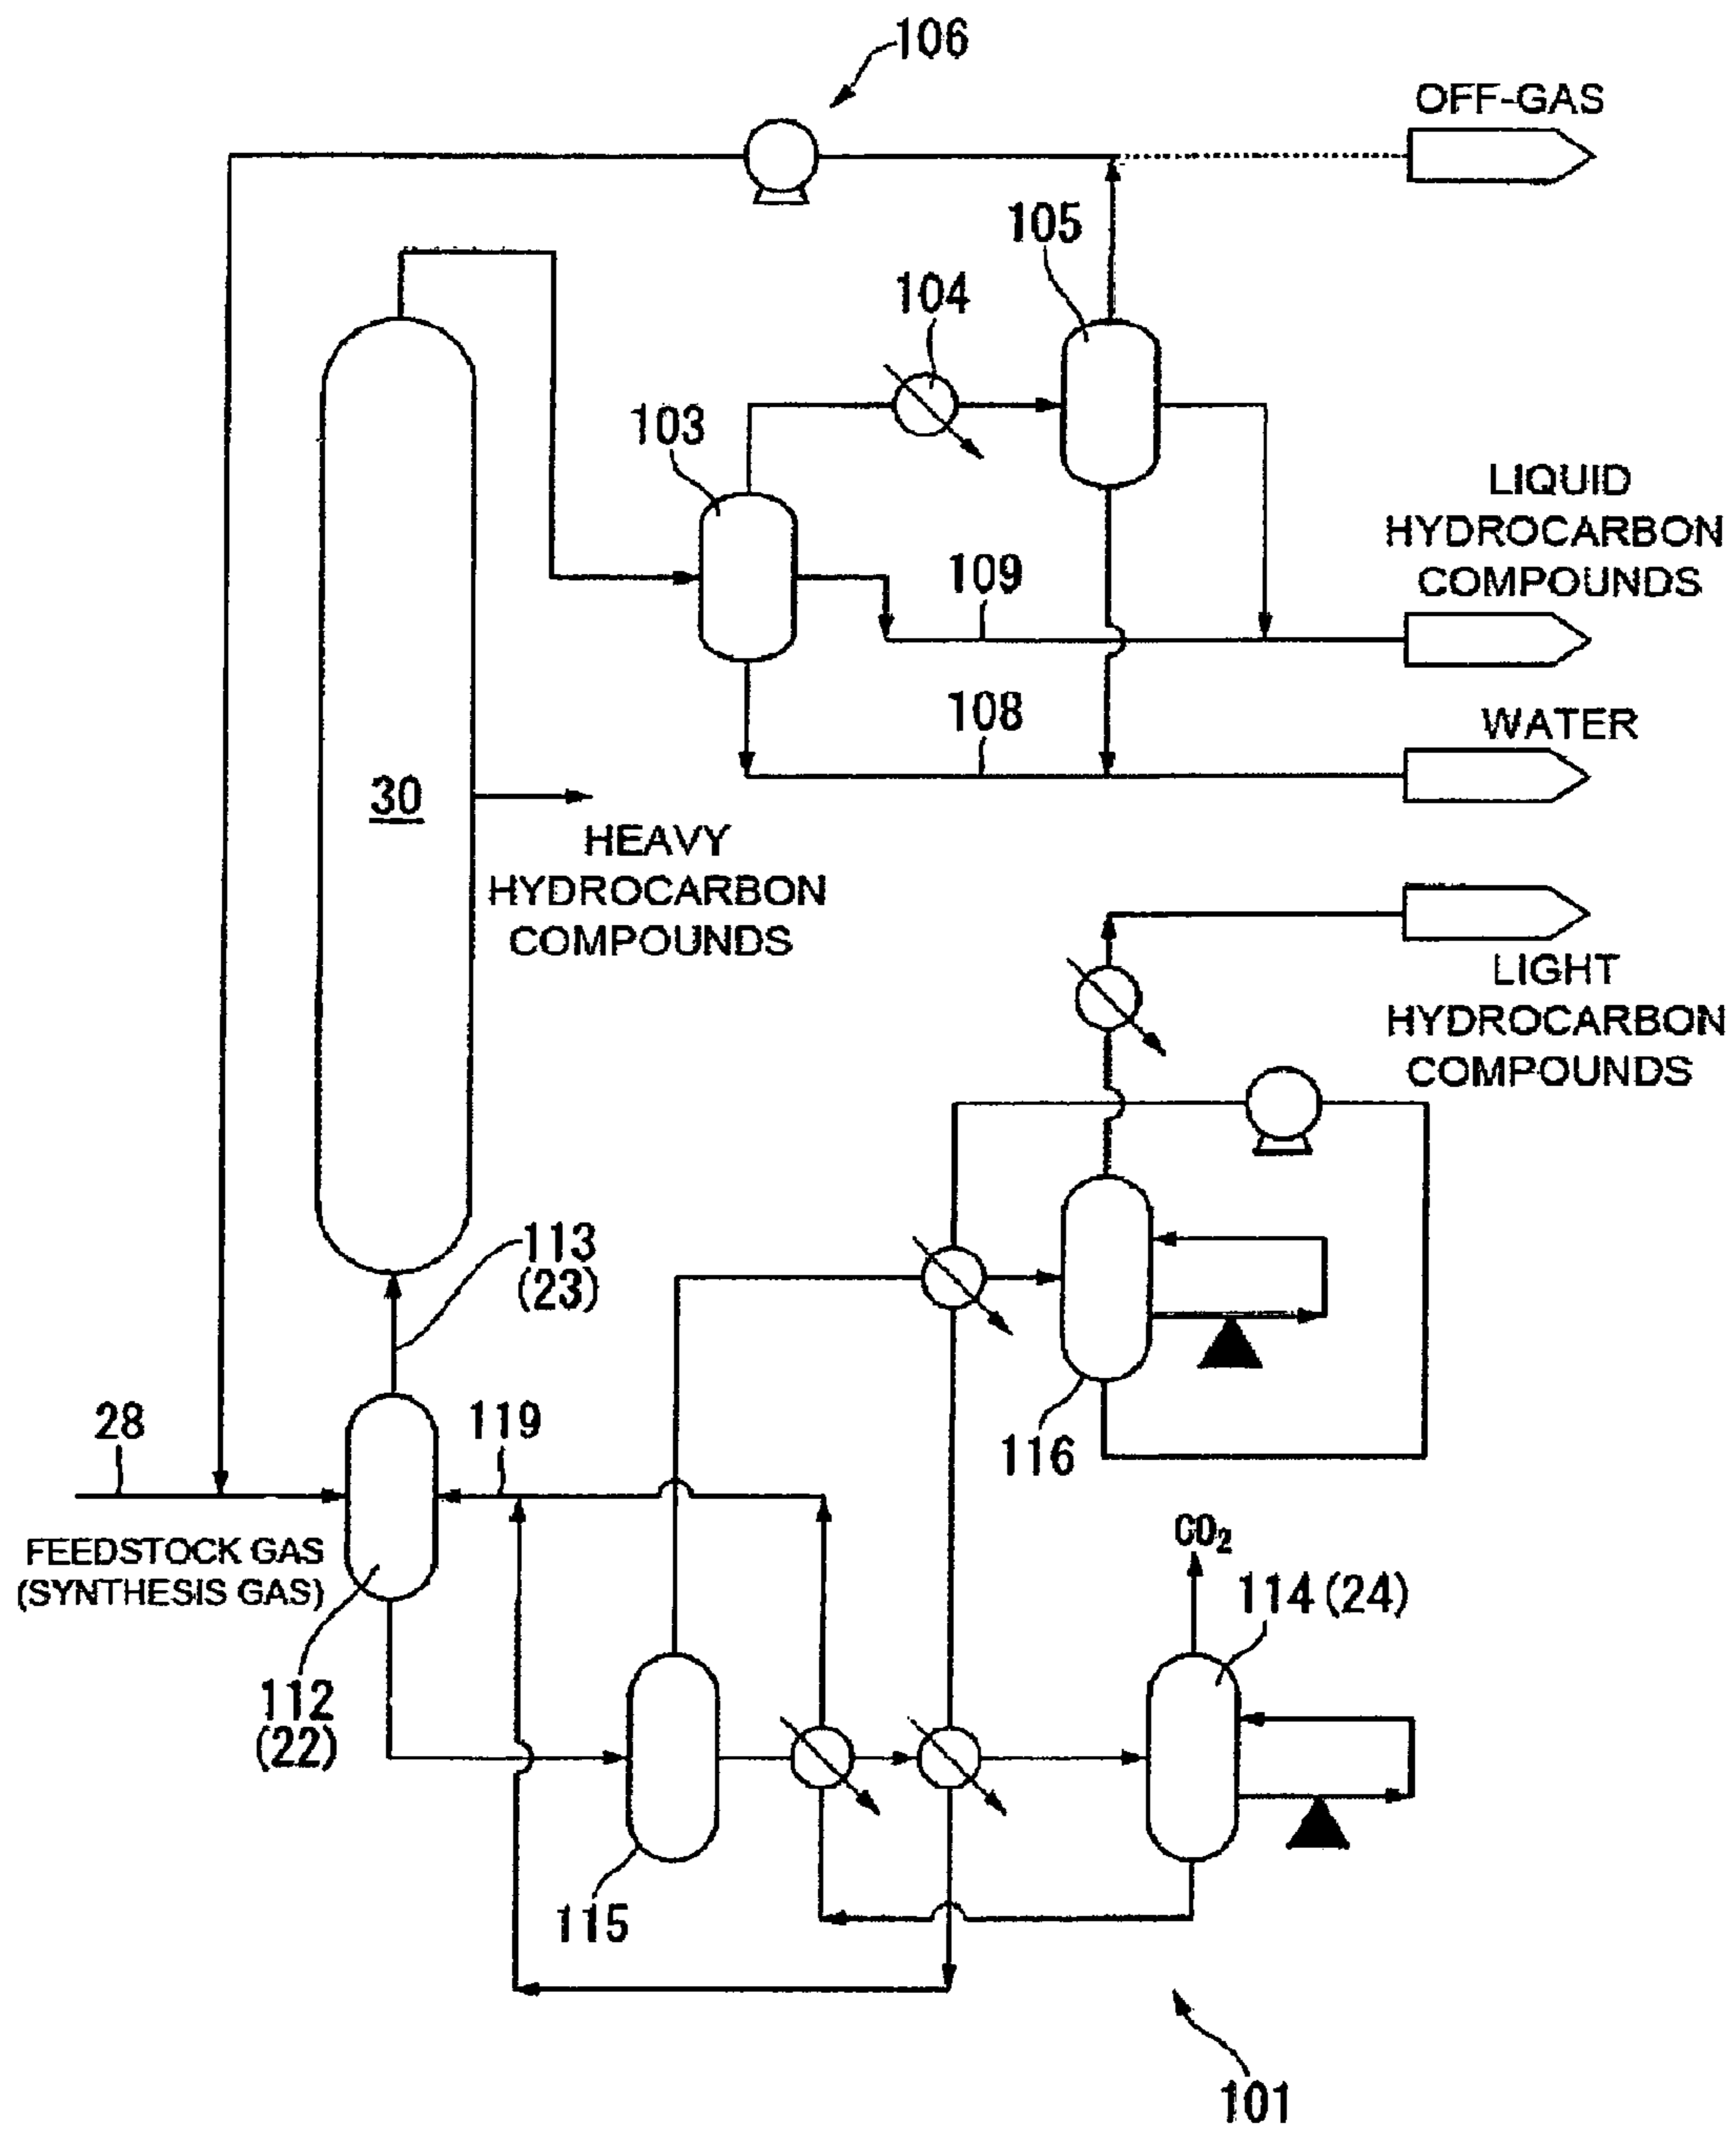 106
OFF-GAS
105
104
103
LIQUID
HYDROCARBON
COMPOUNDS
109
108
WATER
30
HEAVY
HYDROCARBON
COMPOUNDS
LIGHT
HYDROCARBON
COMPOUNDS
113
(23)
28
119
116
FEEDSTOCK GAS
(SYNTHESIS GAS)
CO₂
114 (24)
112
(22)
115
101